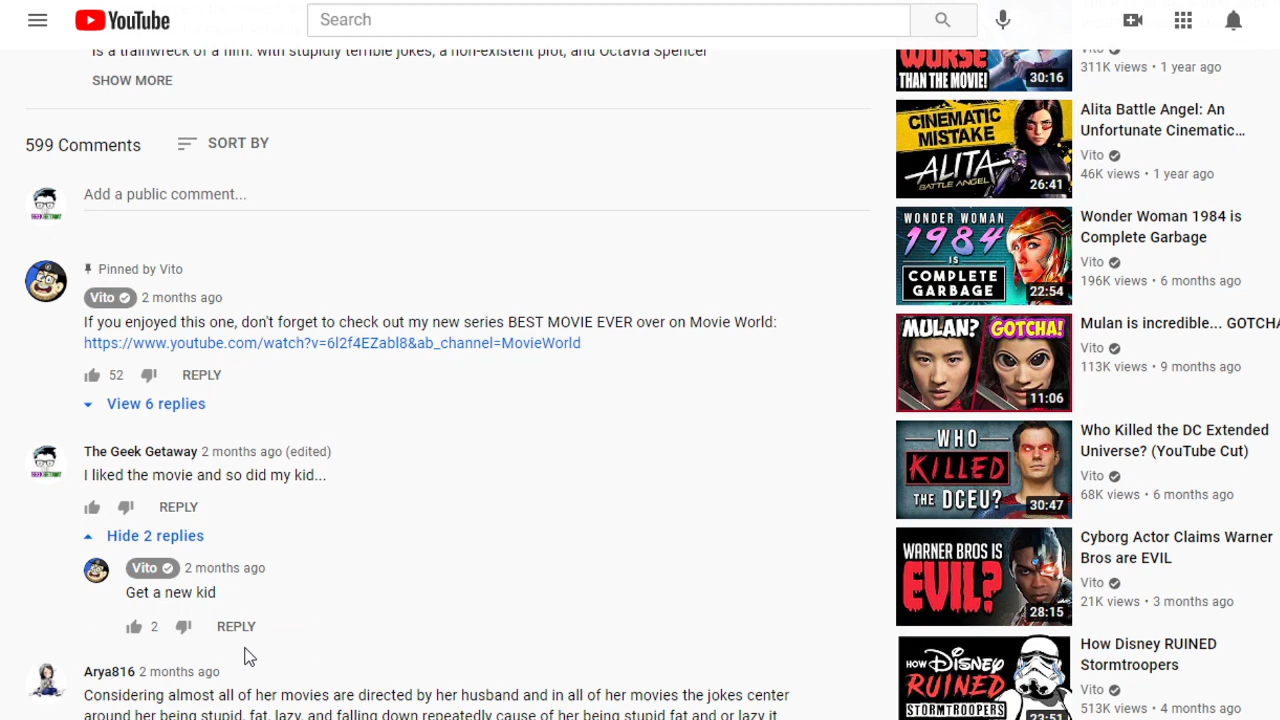 YouTube
Search
is a trainwreck of a film. with stupidly terrible jokes, a non-existent plot, and Octavia Spencer
SHOW MORE
599 Comments
SORT BY
Add a public comment...
Pinned by Vito
Vito 2 months ago
If you enjoyed this one, don't forget to check out my new series BEST MOVIE EVER over on Movie World:
https://www.youtube.com/watch?v=6l2f4EZabI8&ab_channel=MovieWorld
52
REPLY
View 6 replies
The Geek Getaway 2 months ago (edited)
I liked the movie and so did my kid...
REPLY
Hide 2 replies
Vito 2 months ago
Get a new kid
2
REPLY
Arya816 2 months ago
Considering almost all of her movies are directed by her husband and in all of her movies the jokes center
around her being stupid, fat, lazy, and falling down repeatedly cause of her being stupid fat and or lazy it
WORSE
THAN THE MOVIE!
30:16
Vito
311K views • 1 year ago
CINEMATIC
MISTAKE
ALITA
BATTLE ANGEL
26:41
Alita Battle Angel: An
Unfortunate Cinematic...
Vito
46K views • 1 year ago
WONDER WOMAN
1984
IS
COMPLETE
GARBAGE
22:54
Wonder Woman 1984 is
Complete Garbage
Vito
196K views • 6 months ago
MULAN? GOTCHA!
11:06
Mulan is incredible... GOTCHA
Vito
113K views • 9 months ago
WHO
KILLED
THE DCEU?
30:47
Who Killed the DC Extended
Universe? (YouTube Cut)
Vito
68K views • 6 months ago
WARNER BROS IS
EVIL?
28:15
Cyborg Actor Claims Warner
Bros are EVIL
Vito
21K views • 3 months ago
HOW DISNEY
RUINED
STORMTROOPERS
23:51
How Disney RUINED
Stormtroopers
Vito
513K views • 4 months ago